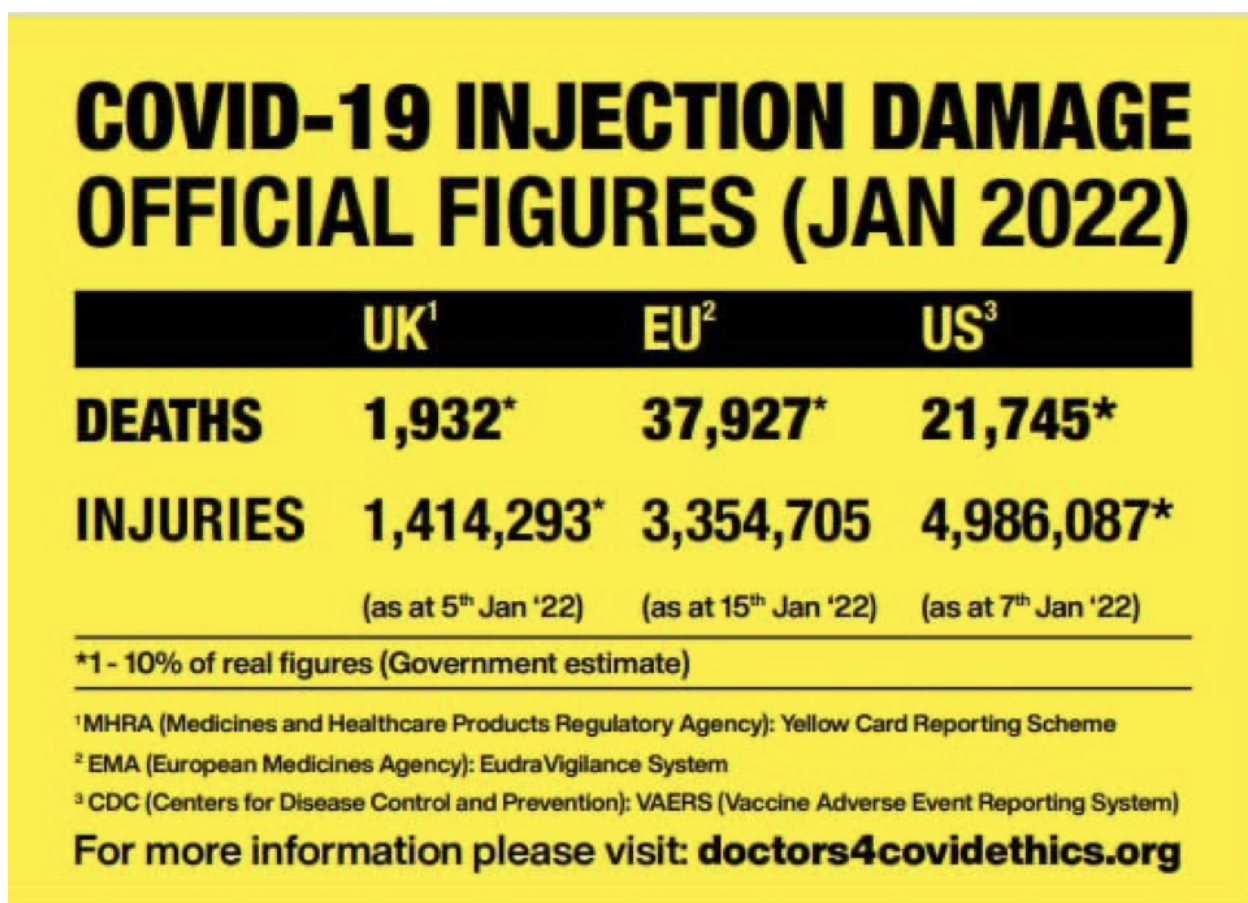 COVID-19 INJECTION DAMAGE
OFFICIAL FIGURES (JAN 2022)
UK¹ EU² US³
DEATHS 1,932* 37,927* 21,745*
INJURIES 1,414,293* 3,354,705 4,986,087*
(as at 5th Jan ‘22) (as at 15th Jan ‘22) (as at 7th Jan ‘22)
*1 - 10% of real figures (Government estimate)
¹ MHRA (Medicines and Healthcare Products Regulatory Agency): Yellow Card Reporting Scheme
² EMA (European Medicines Agency): EudraVigilance System
³ CDC (Centers for Disease Control and Prevention): VAERS (Vaccine Adverse Event Reporting System)
For more information please visit: doctors4covidethics.org